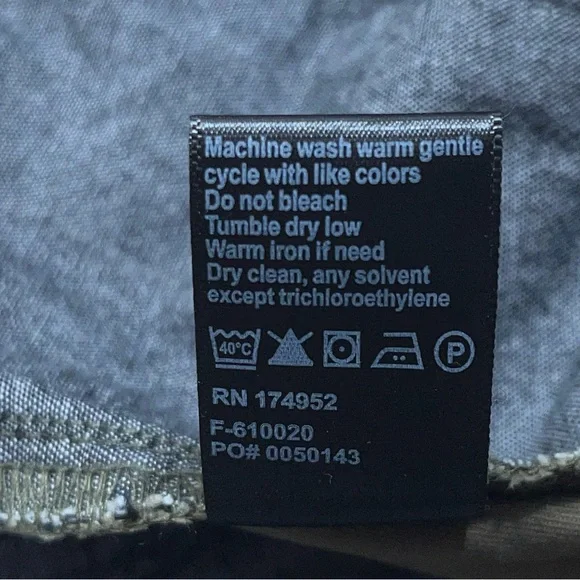 Machine wash warm gentle
cycle with like colors
Do not bleach
Tumble dry low
Warm iron if need
Dry clean, any solvent
except trichloroethylene
40°C P
RN 174952
F-610020
PO# 0050143